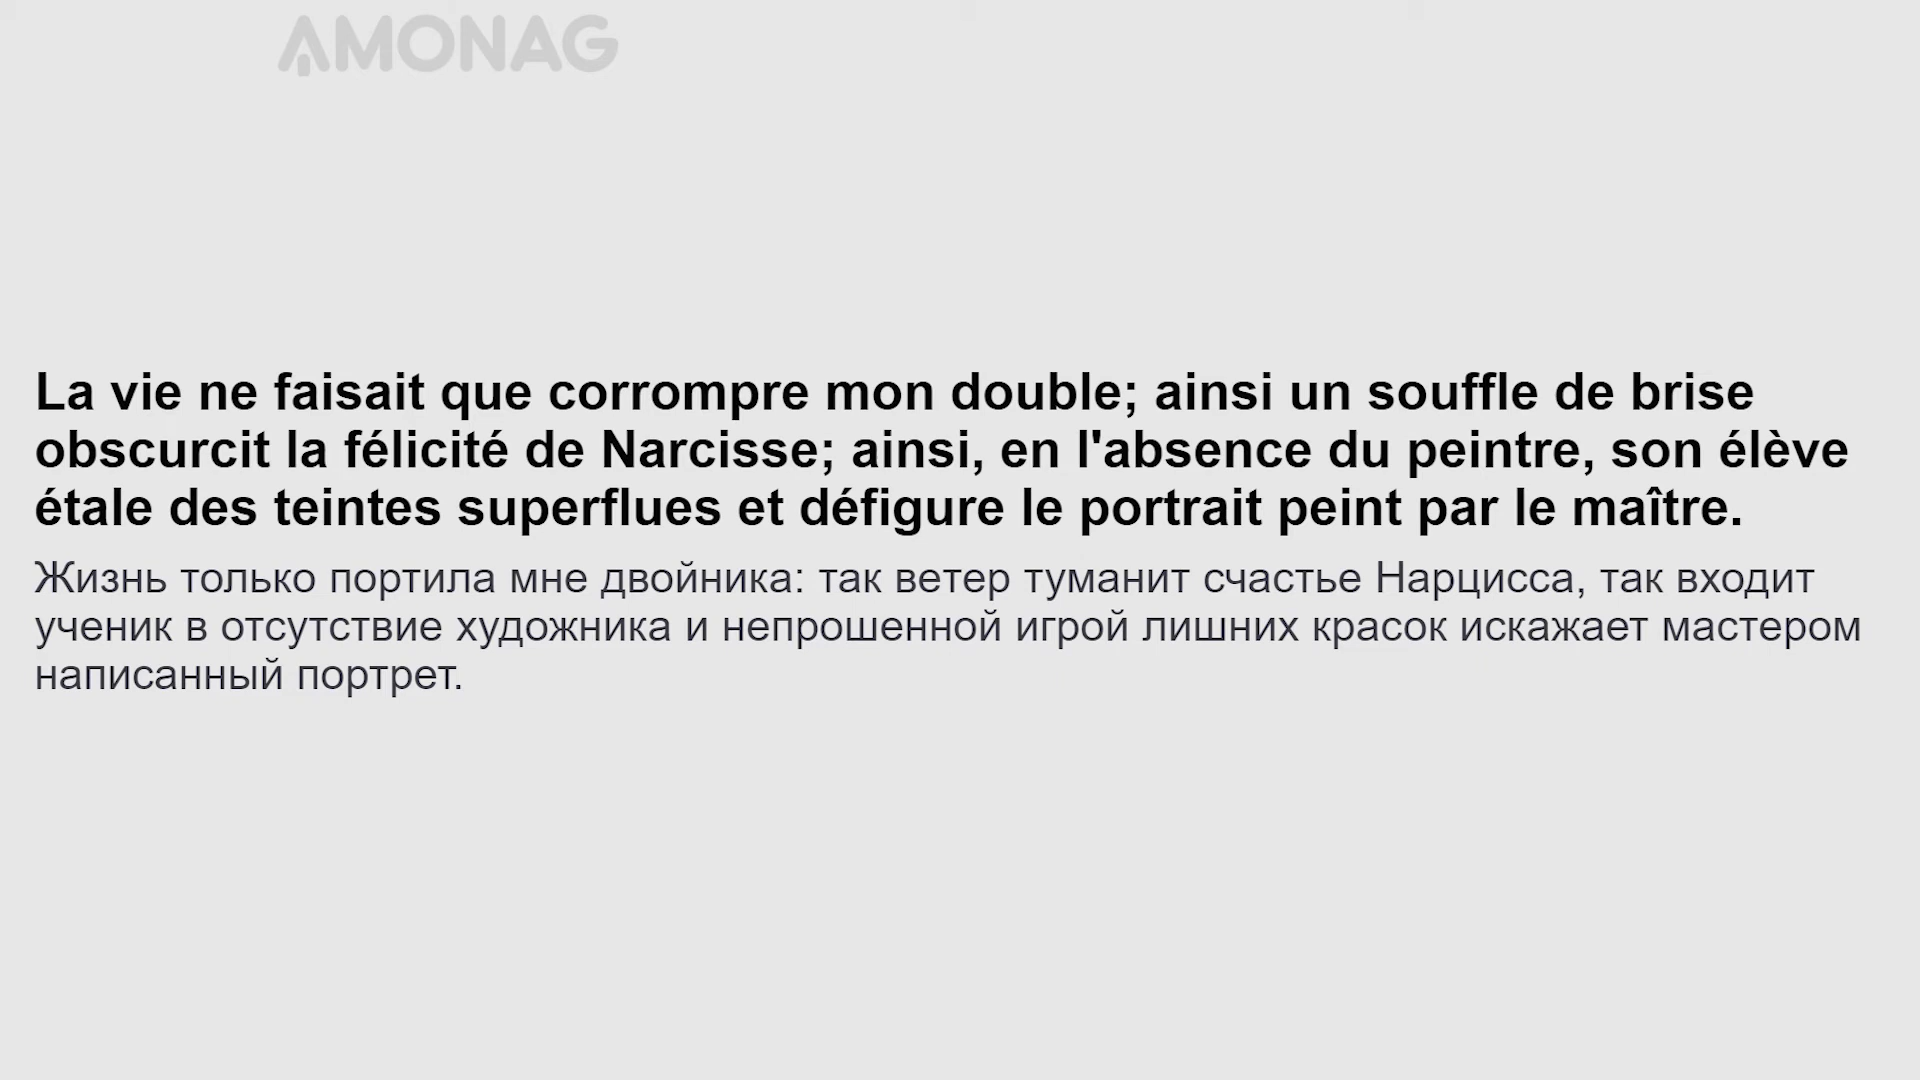 AMONAG
La vie ne faisait que corrompre mon double; ainsi un souffle de brise
obscurcit la félicité de Narcisse; ainsi, en l'absence du peintre, son élève
étale des teintes superflues et défigure le portrait peint par le maître.
Жизнь только портила мне двойника: так ветер туманит счастье Нарцисса, так входит
ученик в отсутствие художника и непрошенной игрой лишних красок искажает мастером
написанный портрет.